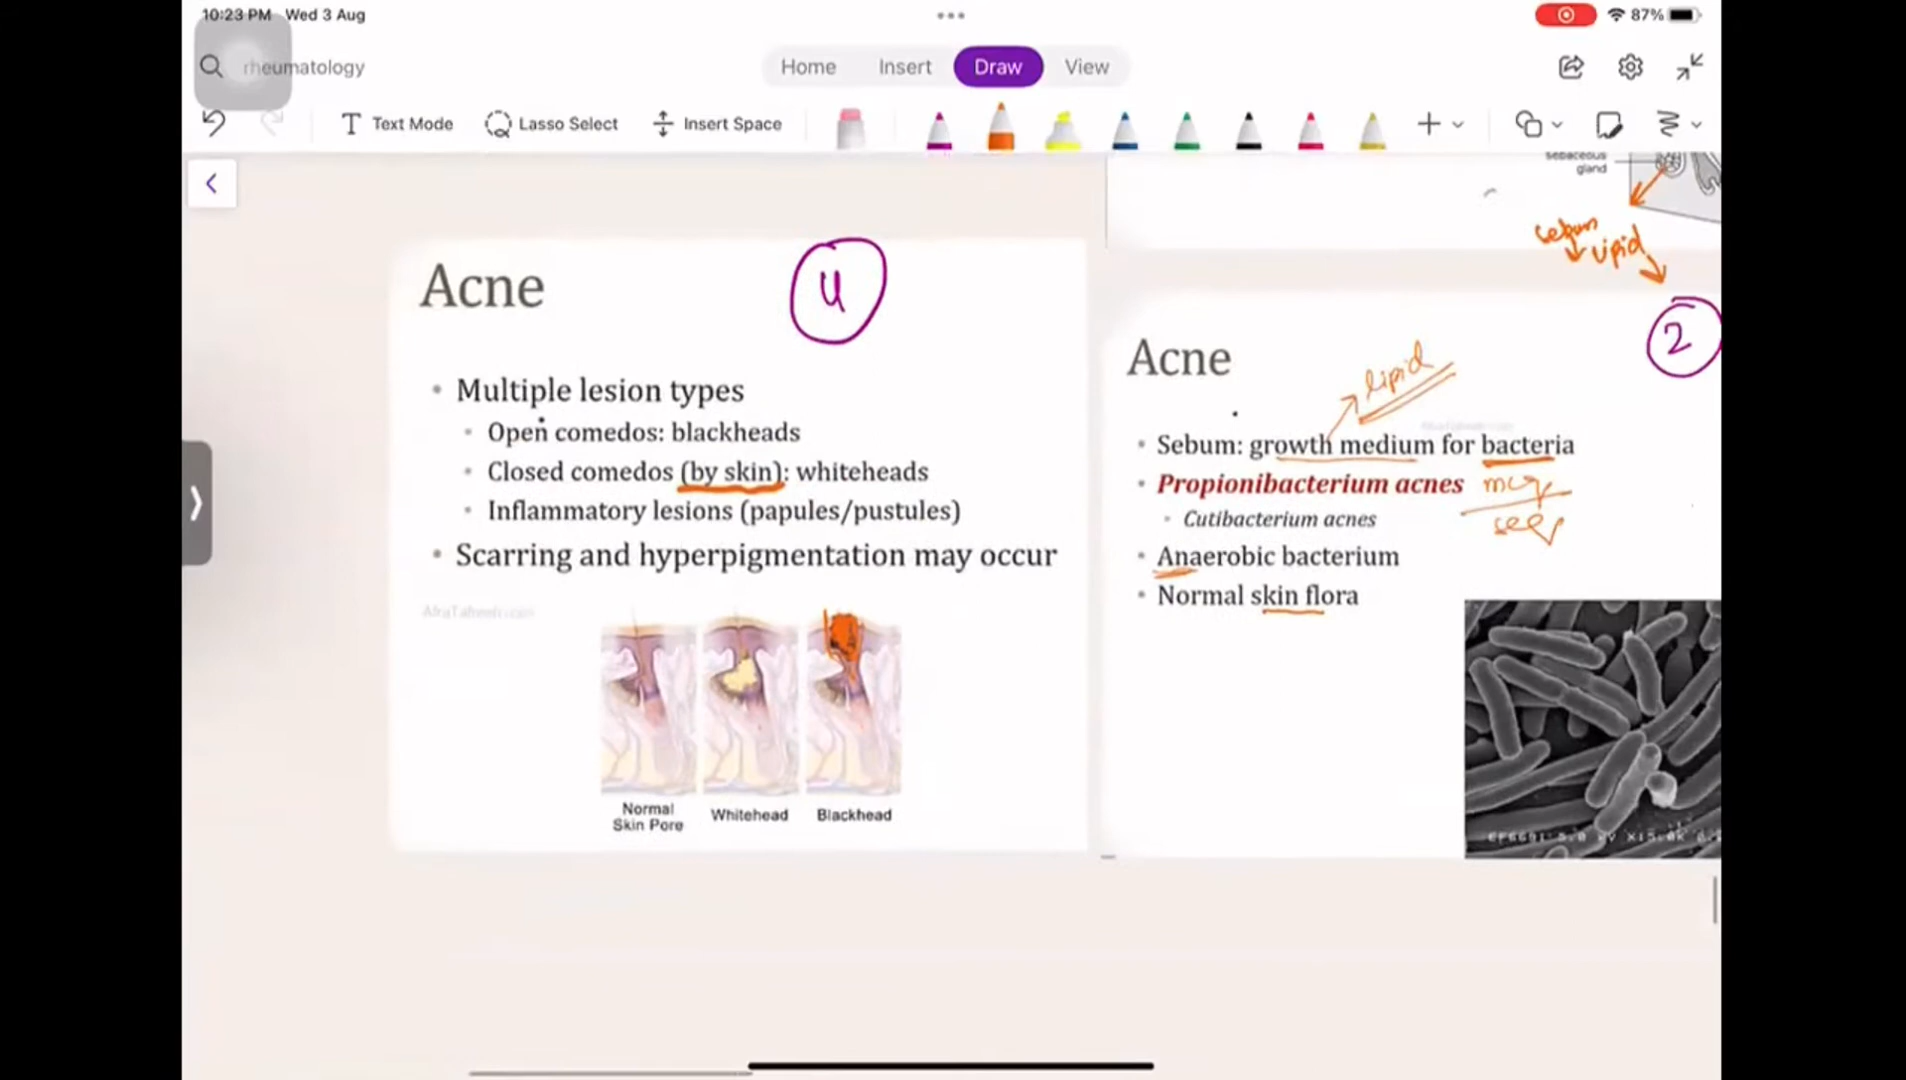 10:23 PM Wed 3 Aug
87%
rheumatology
Home Insert Draw View
Text Mode Lasso Select Insert Space
sebaceous
gland
sebum
lipid
Acne
4
Multiple lesion types
Open comedos: blackheads
Closed comedos (by skin): whiteheads
Inflammatory lesions (papules/pustules)
Scarring and hyperpigmentation may occur
Normal
Skin Pore
Whitehead
Blackhead
2
Acne
lipid
Sebum: growth medium for bacteria
Propionibacterium acnes
Cutibacterium acnes
Anaerobic bacterium
Normal skin flora